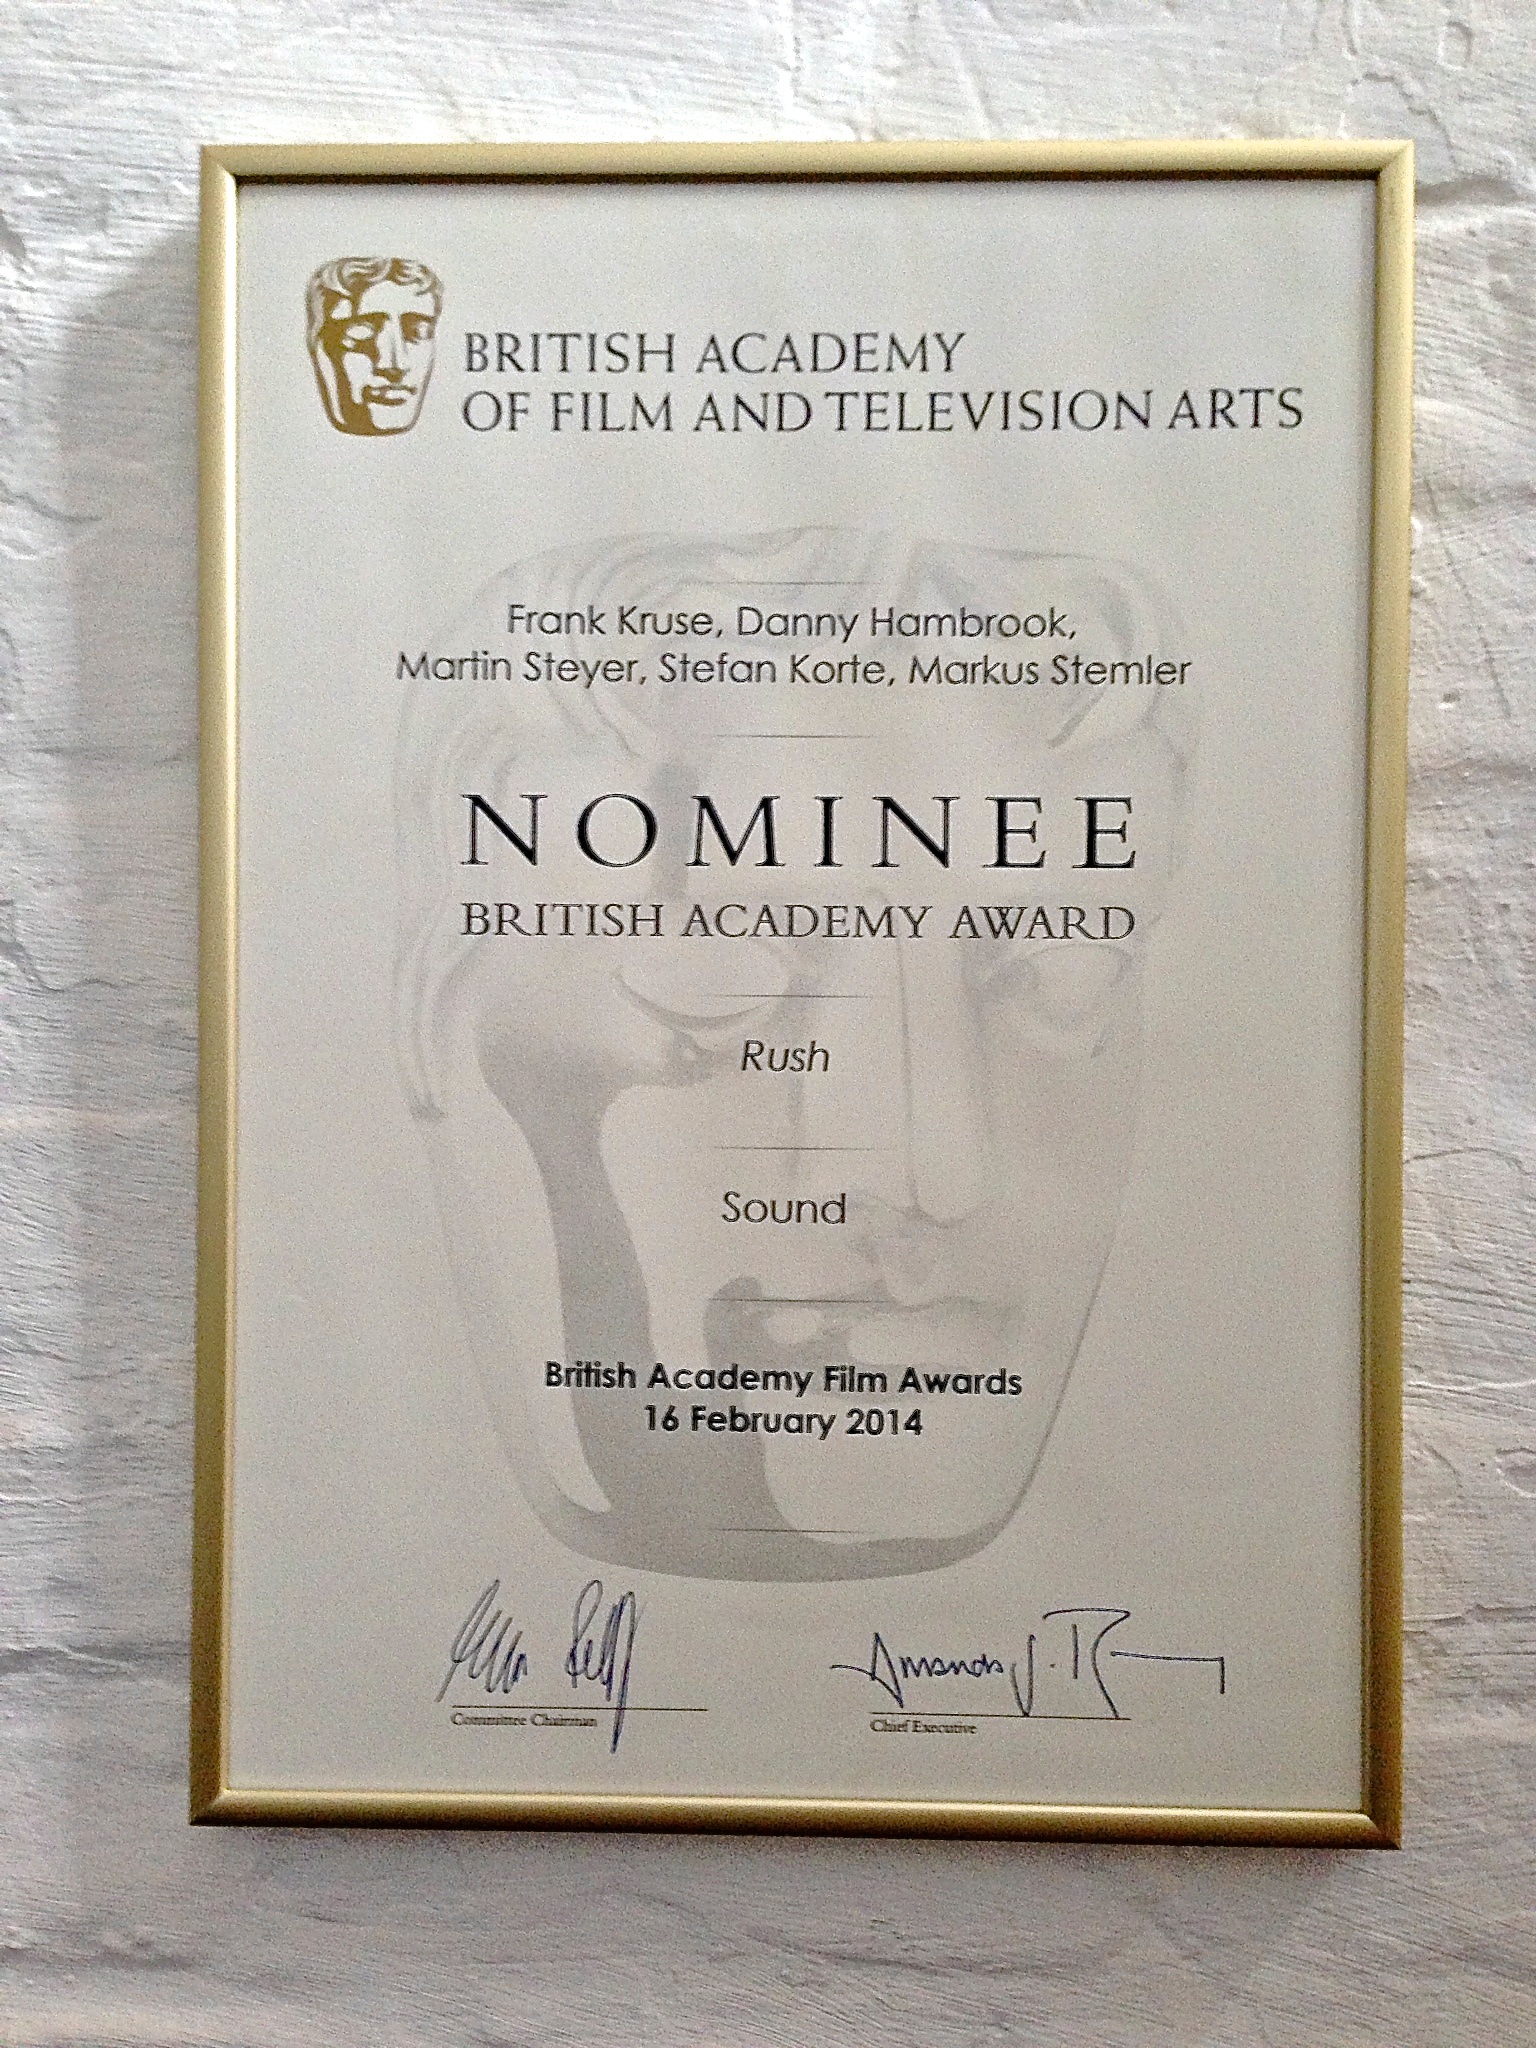 BRITISH ACADEMY
OF FILM AND TELEVISION ARTS
Frank Kruse, Danny Hambrook,
Martin Steyer, Stefan Korte, Markus Stemler
NOMINEE
BRITISH ACADEMY AWARD
Rush
Sound
British Academy Film Awards
16 February 2014
Committee Chairman
Chief Executive